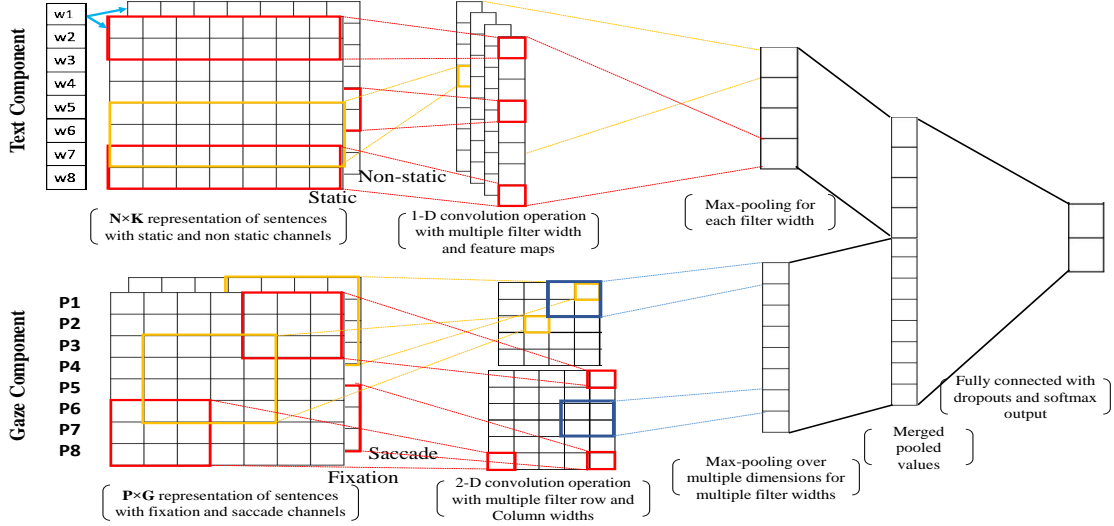 Text Component
w1
w2
w3
w4
w5
w6
w7
w8
Static
Non-static
N×K representation of sentences
with static and non static channels
1-D convolution operation
with multiple filter width
and feature maps
Max-pooling for
each filter width
Gaze Component
P1
P2
P3
P4
P5
P6
P7
P8
Fixation
Saccade
P×G representation of sentences
with fixation and saccade channels
2-D convolution operation
with multiple filter row and
Column widths
Max-pooling over
multiple dimensions for
multiple filter widths
Merged
pooled
values
Fully connected with
dropouts and softmax
output